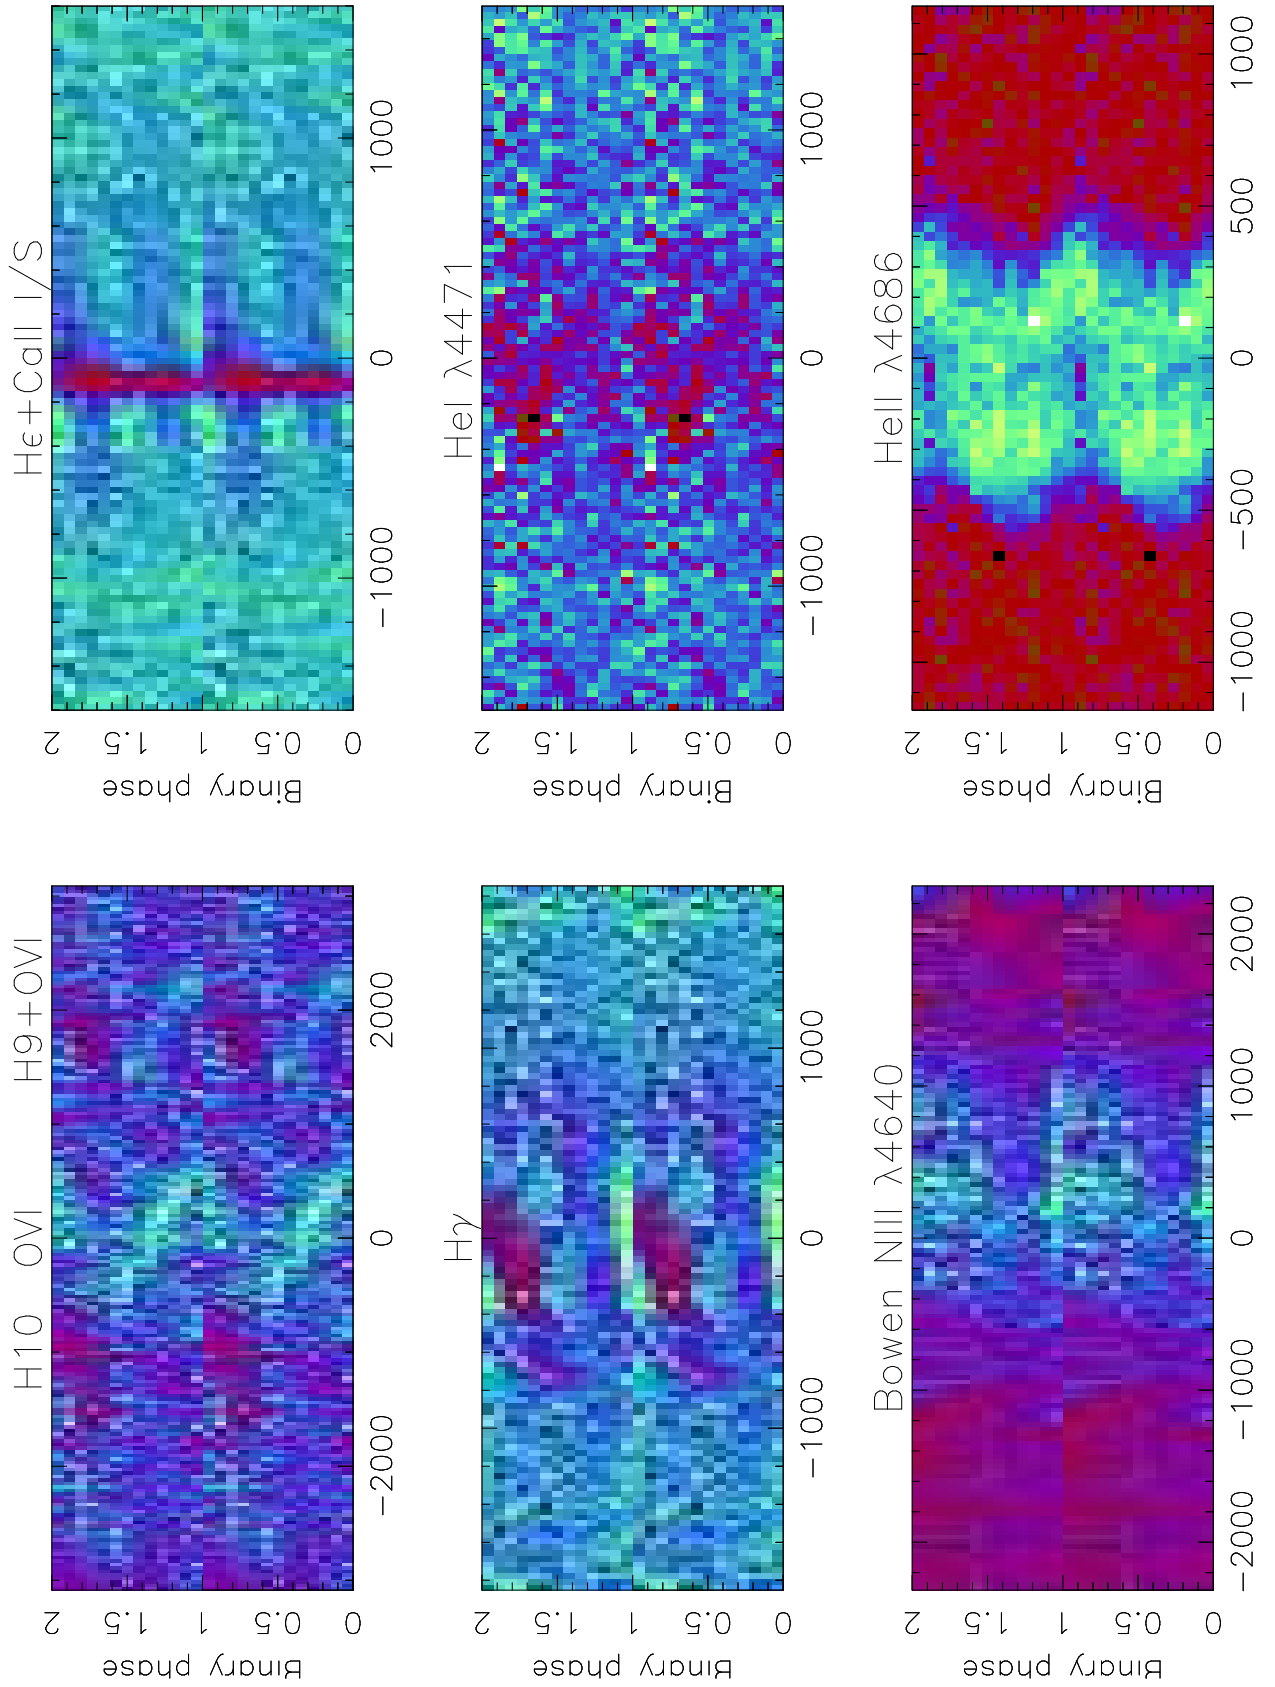 H10 OVI H9+OVI
Binary phase
2
1.5
1
0.5
0
−2000 0 2000
Hϵ+CaII I/S
Binary phase
2
1.5
1
0.5
0
−1000 0 1000
Hγ
Binary phase
2
1.5
1
0.5
0
−1000 0 1000
HeI λ4471
Binary phase
2
1.5
1
0.5
0
−1000 0 1000
Bowen NIII λ4640
Binary phase
2
1.5
1
0.5
0
−2000 −1000 0 1000 2000
HeII λ4686
Binary phase
2
1.5
1
0.5
0
−1000 −500 0 500 1000